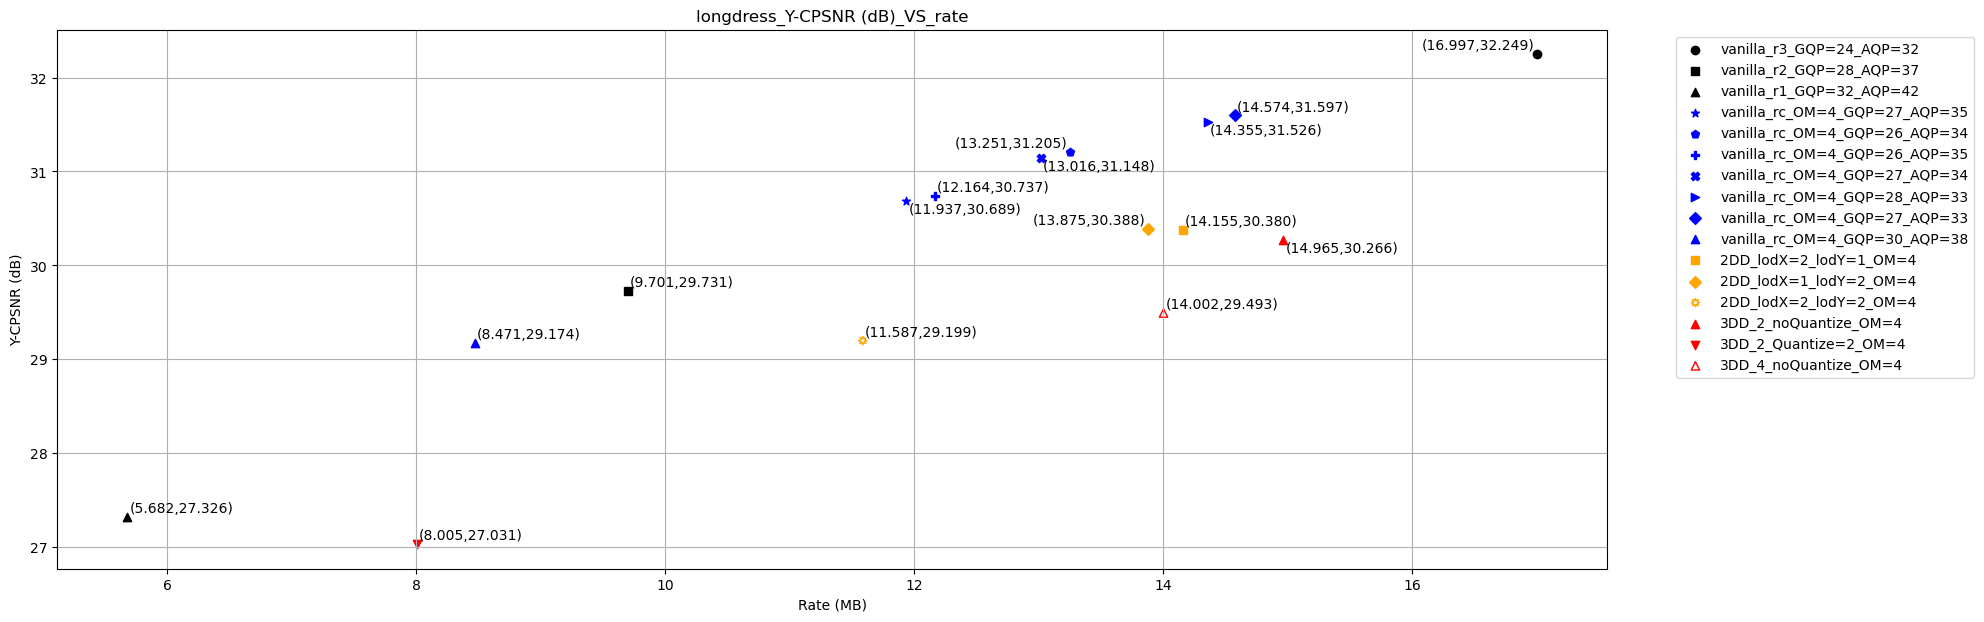 longdress_Y-CPSNR (dB)_VS_rate
(16.997,32.249)
(14.574,31.597)
(14.355,31.526)
(13.251,31.205)
(13.016,31.148)
(12.164,30.737)
(11.937,30.689)
(13.875,30.388)
(14.155,30.380)
(14.965,30.266)
(9.701,29.731)
(14.002,29.493)
(8.471,29.174)
(11.587,29.199)
(5.682,27.326)
(8.005,27.031)
32
31
30
29
28
27
Y-CPSNR (dB)
6
8
10
12
14
16
Rate (MB)
vanilla_r3_GQP=24_AQP=32
vanilla_r2_GQP=28_AQP=37
vanilla_r1_GQP=32_AQP=42
vanilla_rc_OM=4_GQP=27_AQP=35
vanilla_rc_OM=4_GQP=26_AQP=34
vanilla_rc_OM=4_GQP=26_AQP=35
vanilla_rc_OM=4_GQP=27_AQP=34
vanilla_rc_OM=4_GQP=28_AQP=33
vanilla_rc_OM=4_GQP=27_AQP=33
vanilla_rc_OM=4_GQP=30_AQP=38
2DD_lodX=2_lodY=1_OM=4
2DD_lodX=1_lodY=2_OM=4
2DD_lodX=2_lodY=2_OM=4
3DD_2_noQuantize_OM=4
3DD_2_Quantize=2_OM=4
3DD_4_noQuantize_OM=4